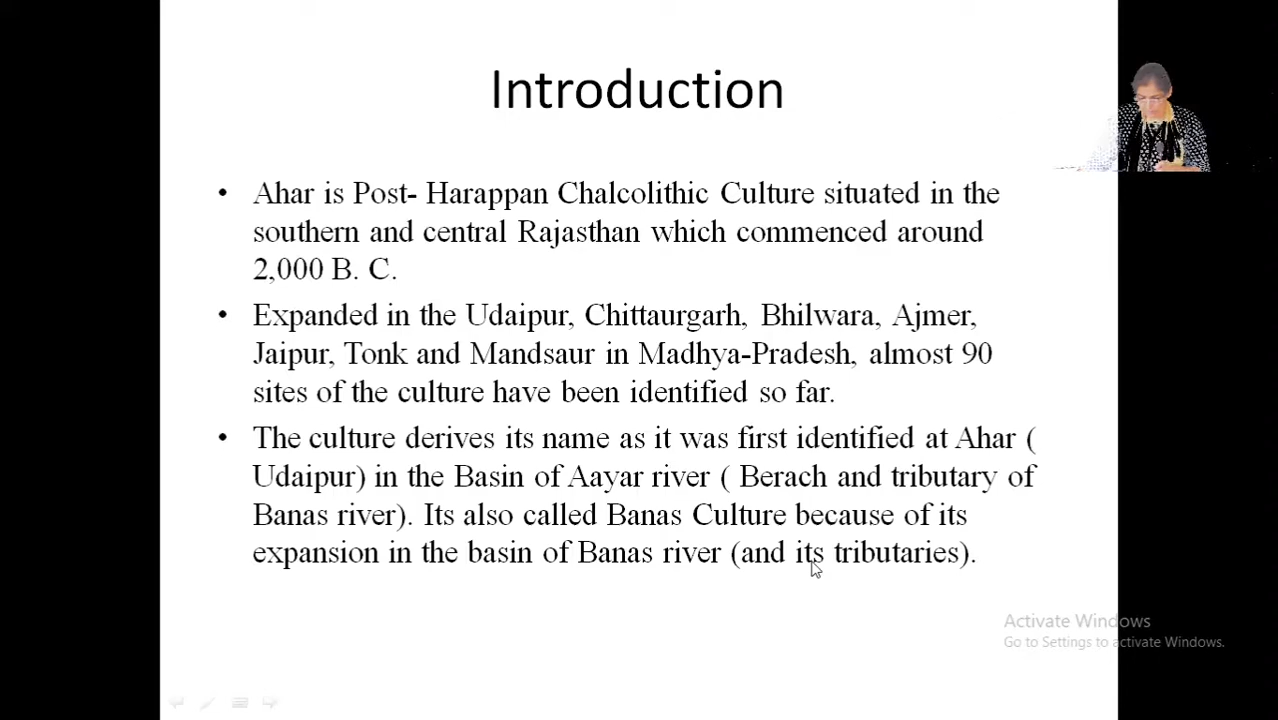 Introduction
• Ahar is Post- Harappan Chalcolithic Culture situated in the
southern and central Rajasthan which commenced around
2,000 B. C.
• Expanded in the Udaipur, Chittaurgarh, Bhilwara, Ajmer,
Jaipur, Tonk and Mandsaur in Madhya-Pradesh, almost 90
sites of the culture have been identified so far.
• The culture derives its name as it was first identified at Ahar (
Udaipur) in the Basin of Aayar river ( Berach and tributary of
Banas river). Its also called Banas Culture because of its
expansion in the basin of Banas river (and its tributaries).
Activate Windows
Go to Settings to activate Windows.